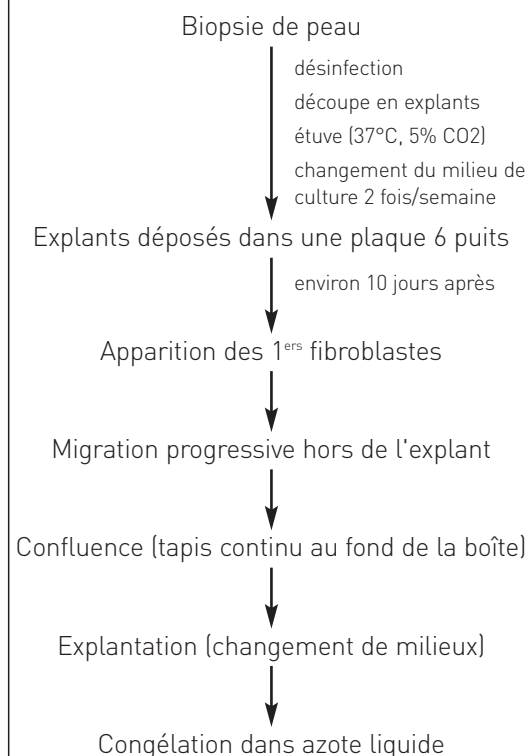 Biopsie de peau
désinfection
découpe en explants
étuve (37°C, 5% CO2)
changement du milieu de
culture 2 fois/semaine
Explants déposés dans une plaque 6 puits
environ 10 jours après
Apparition des 1ers fibroblastes
Migration progressive hors de l'explant
Confluence (tapis continu au fond de la boîte)
Explantation (changement de milieux)
Congélation dans azote liquide